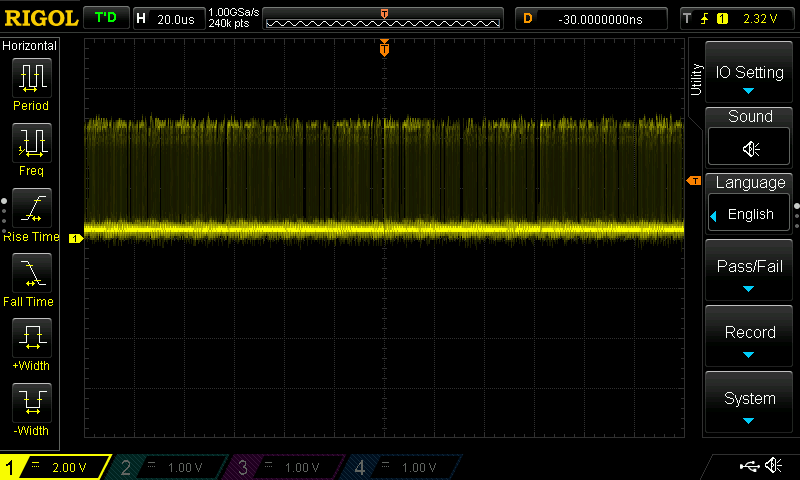 RIGOL T'D H 20.0us 1.00GSa/s 240k pts T D -30.0000000ns T 1 2.32 V
Horizontal
Period
Freq
Rise Time
Fall Time
+Width
-Width
T
T
1
Utility
IO Setting
Sound
Language
English
Pass/Fail
Record
System
1 2.00 V 2 1.00 V 3 1.00 V 4 1.00 V